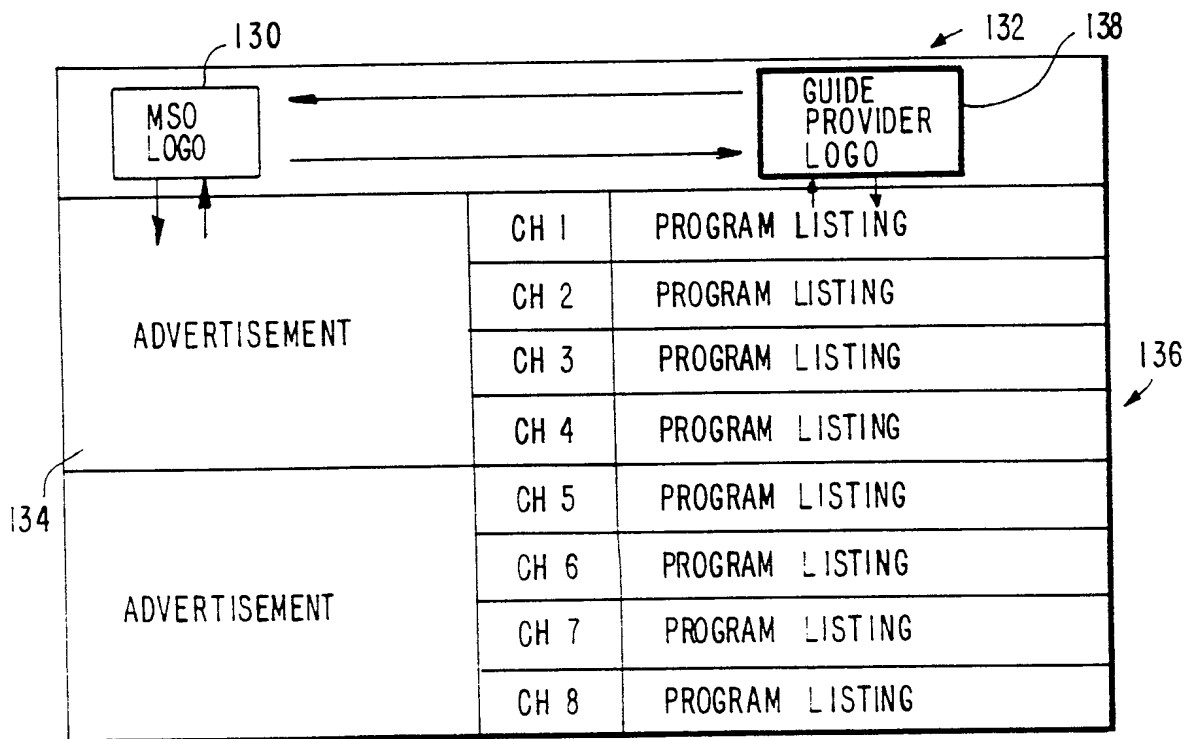 130
132
138
MSO
LOGO
GUIDE
PROVIDER
LOGO
CH 1 PROGRAM LISTING
CH 2 PROGRAM LISTING
ADVERTISEMENT
CH 3 PROGRAM LISTING
136
CH 4 PROGRAM LISTING
134
CH 5 PROGRAM LISTING
CH 6 PROGRAM LISTING
ADVERTISEMENT
CH 7 PROGRAM LISTING
CH 8 PROGRAM LISTING